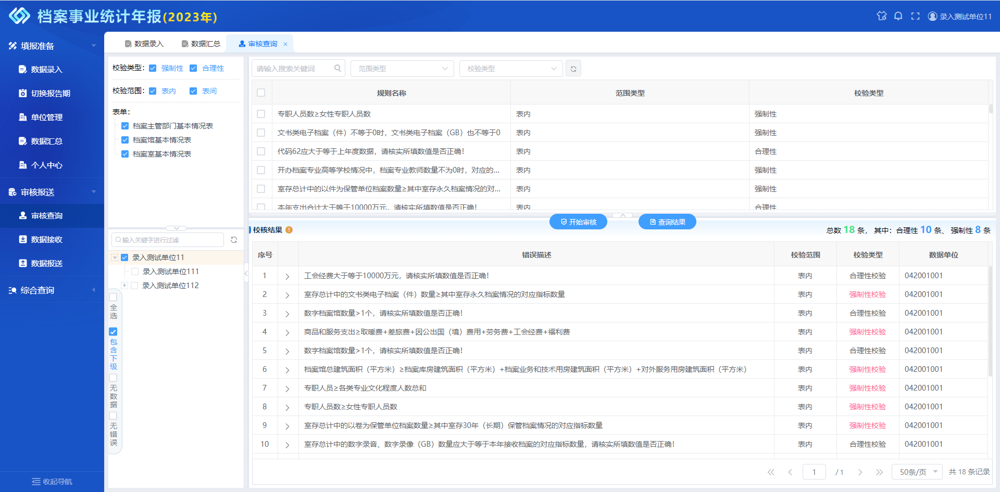 档案事业统计年报(2023年)
录入测试单位11
填报准备
数据录入
切换报告期
单位管理
数据汇总
个人中心
审核报送
审核查询
数据接收
数据报送
综合查询
收起导航
数据录入
数据汇总
审核查询 ×
校验类型： 强制性 合理性
校验范围： 表内 表间
表单：
档案主管部门基本情况表
档案馆基本情况表
档案室基本情况表
输入关键字进行过滤
录入测试单位11
录入测试单位111
录入测试单位112
全选
包含下级
无数据
无错误
请输入搜索关键词 范围类型 校验类型
规则名称 范围类型 校验类型
专职人员数≥女性专职人员数 表内 强制性
文书类电子档案（件）不等于0时，文书类电子档案（GB）也不等于0 表内 强制性
代码62应大于等于上年度数据，请核实所填数值是否正确！ 表内 合理性
开办档案专业高等学校情况中，档案专业教师数量不为0时，对应的... 表内 强制性
室存总计中的以件为保管单位档案数量≥其中室存永久档案情况的对... 表内 强制性
本年支出合计大于等于10000万元，请核实所填数值是否正确！ 表内 合理性
开始审核 查询结果
校核结果
总数 18 条， 其中：合理性 10 条、 强制性 8 条
序号 错误描述 校验范围 校验类型 数据单位
1 工会经费大于等于10000万元，请核实所填数值是否正确！ 表内 合理性校验 042001001
2 室存总计中的文书类电子档案（件）数量≥其中室存永久档案情况的对应指标数量 表内 强制性校验 042001001
3 数字档案馆数量>1个，请核实所填数值是否正确！ 表内 合理性校验 042001001
4 商品和服务支出≥取暖费+差旅费+因公出国（境）费用+劳务费+工会经费+福利费 表内 强制性校验 042001001
5 数字档案馆数量>1个，请核实所填数值是否正确！ 表内 合理性校验 042001001
6 档案馆总建筑面积（平方米）≥档案库房建筑面积（平方米）+档案业务和技术用房建筑面积（平方米）+对外服务用房建筑面积（平方米） 表内 强制性校验 042001001
7 专职人员≥各类专业文化程度人数总和 表内 强制性校验 042001001
8 专职人员数≥女性专职人员数 表内 强制性校验 042001001
9 室存总计中的以卷为保管单位档案数量≥其中室存30年（长期）保管档案情况的对应指标数量 表内 强制性校验 042001001
10 室存总计中的数字录音、数字录像（GB）数量应大于等于本年接收档案的对应指标数量，请核实所填数值是否正确！ 表内 合理性校验 042001001
1 /1 50条/页 共 18 条记录